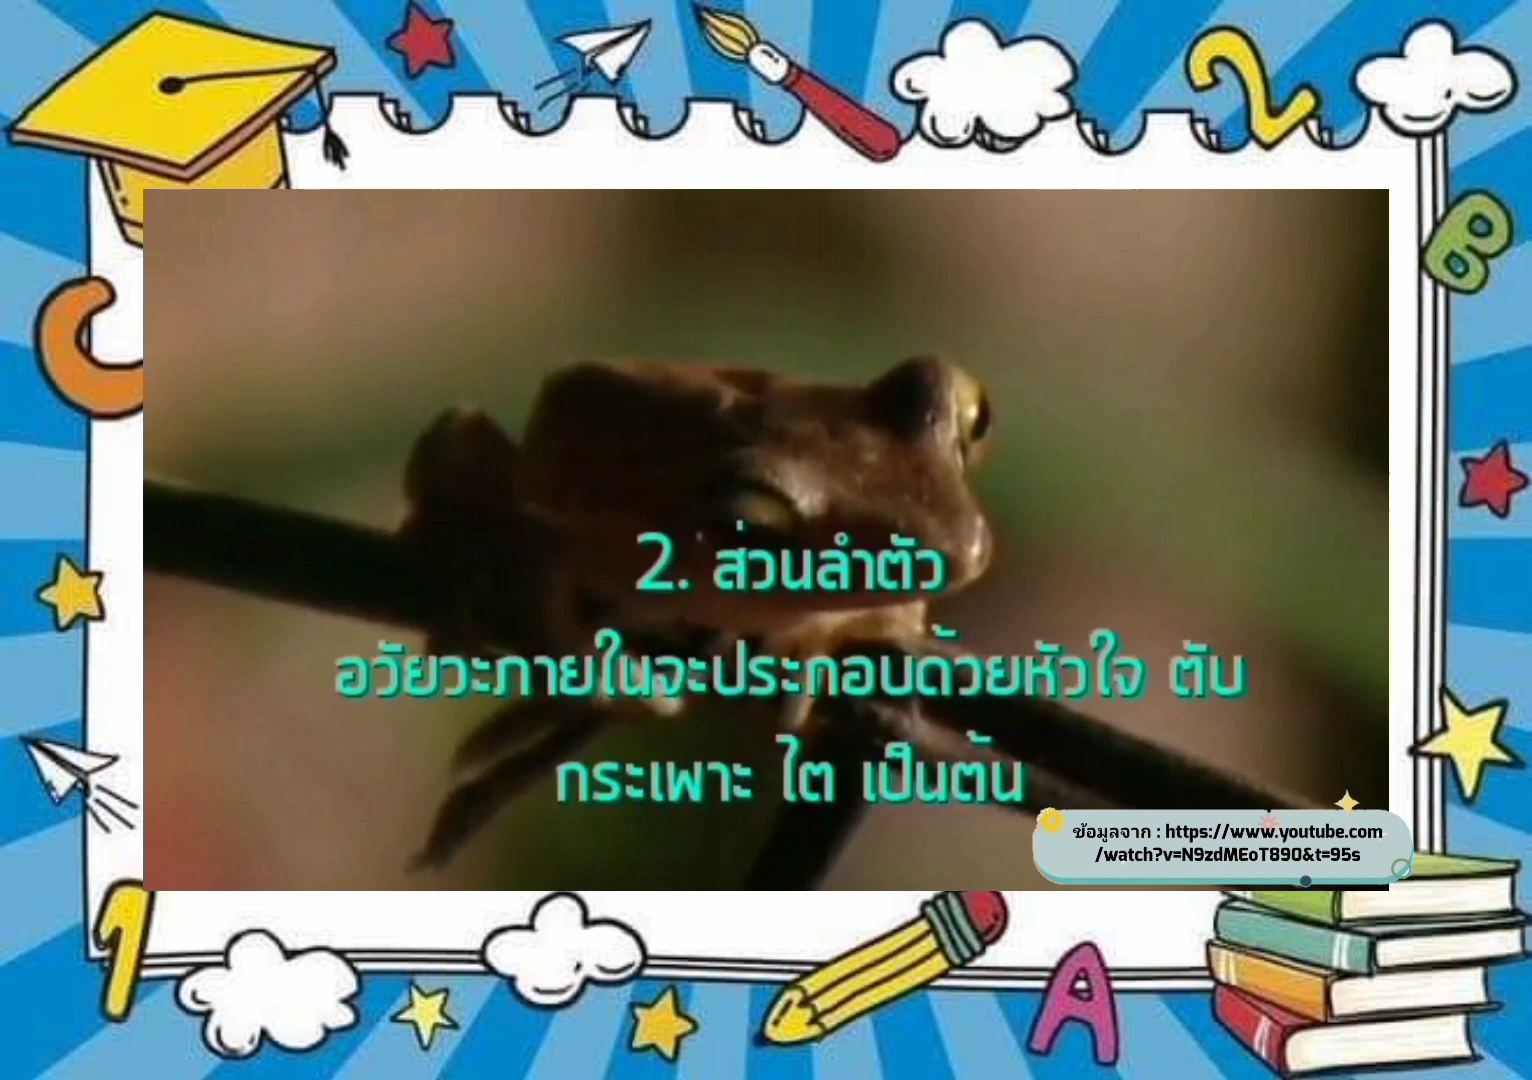 2. ส่วนลำตัว
อวัยวะภายในจะประกอบด้วยหัวใจ ตับ
กระเพาะ ไต เป็นต้น
ข้อมูลจาก : https://www.youtube.com
/watch?v=N9zdMEoT890&t=95s
2
B
C
1
A